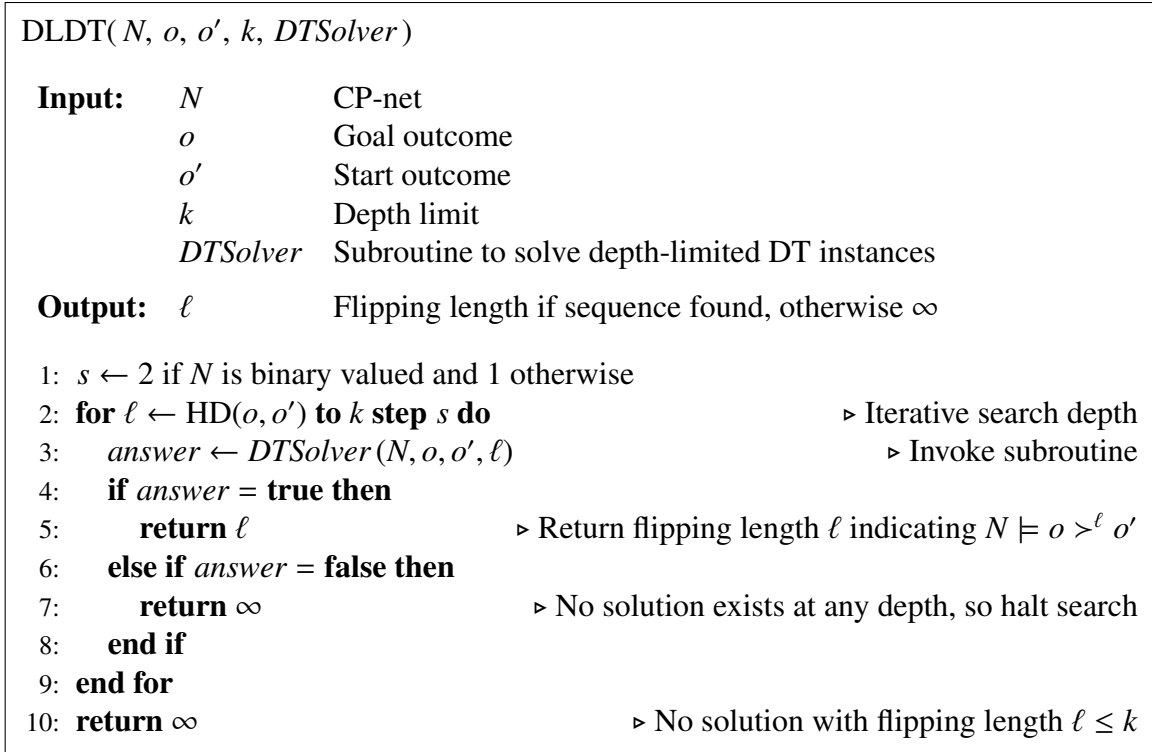 DLDT( N, o, o′, k, DTSolver )
Input: N CP-net
o Goal outcome
o′ Start outcome
k Depth limit
DTSolver Subroutine to solve depth-limited DT instances
Output: ℓ Flipping length if sequence found, otherwise ∞
1: s ← 2 if N is binary valued and 1 otherwise
2: for ℓ ← HD(o, o′) to k step s do ▹ Iterative search depth
3: answer ← DTSolver(N, o, o′, ℓ) ▹ Invoke subroutine
4: if answer = true then
5: return ℓ ▹ Return flipping length ℓ indicating N ⊨ o ≻^ℓ o′
6: else if answer = false then
7: return ∞ ▹ No solution exists at any depth, so halt search
8: end if
9: end for
10: return ∞ ▹ No solution with flipping length ℓ ≤ k